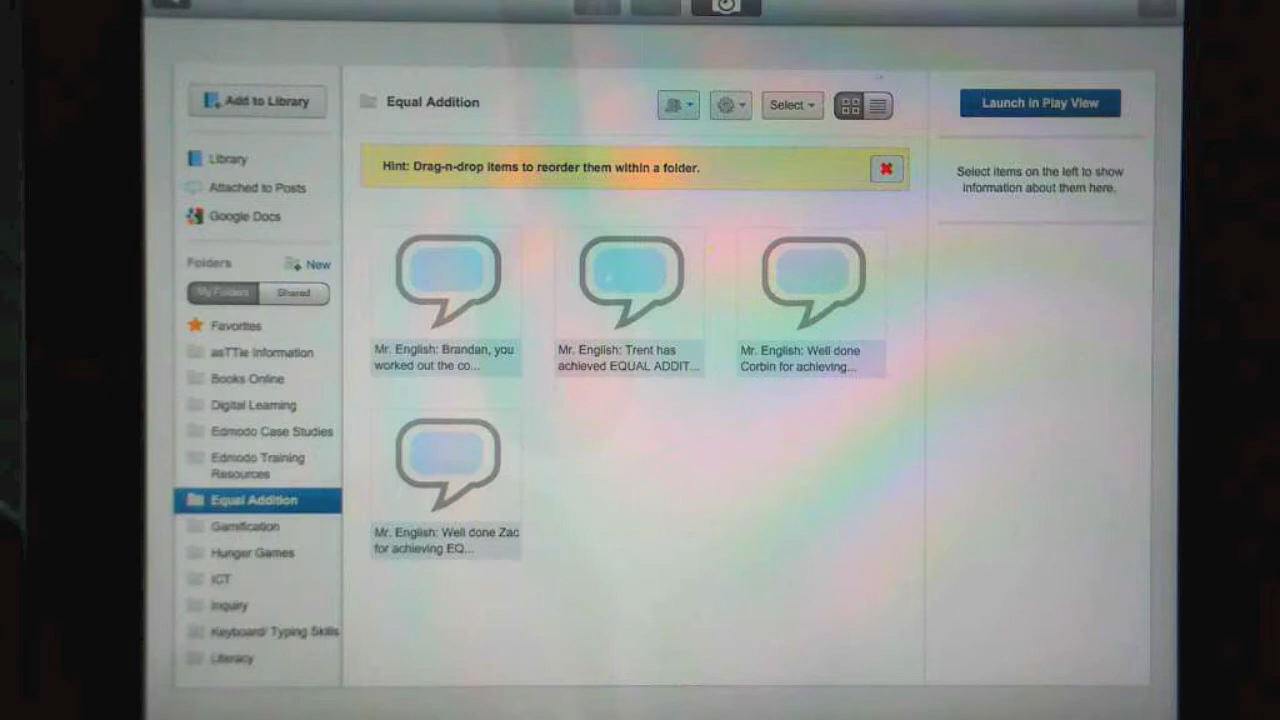 Add to Library
Library
Attached to Posts
Google Docs
Folders
New
My Folders
Shared
Favorites
asTTle Information
Books Online
Digital Learning
Edmodo Case Studies
Edmodo Training
Resources
Equal Addition
Gamification
Hunger Games
ICT
Inquiry
Keyboard/ Typing Skills
Literacy
Equal Addition
Select
Hint: Drag-n-drop items to reorder them within a folder.
Mr. English: Brandan, you
worked out the co...
Mr. English: Trent has
achieved EQUAL ADDIT...
Mr. English: Well done
Corbin for achieving...
Mr. English: Well done Zac
for achieving EQ...
Launch in Play View
Select items on the left to show
information about them here.